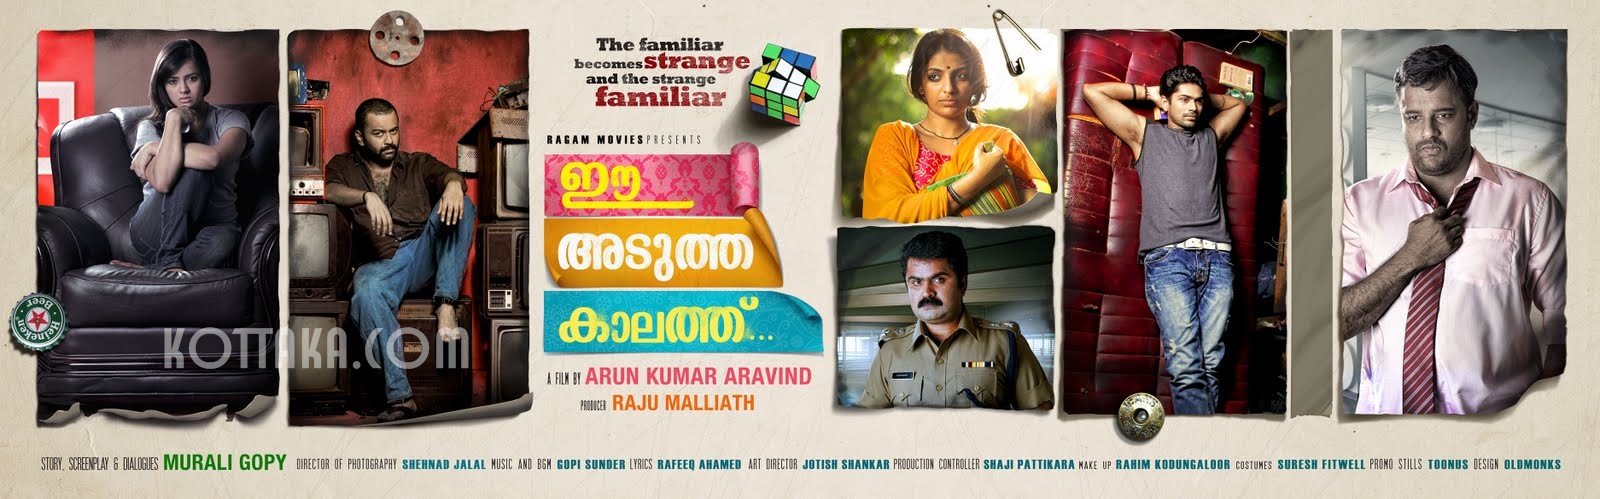 The familiar
becomes strange
and the strange
familiar
RAGAM MOVIES PRESENTS
ഈ
അടുത്ത
കാലത്ത്...
A FILM BY ARUN KUMAR ARAVIND
PRODUCER RAJU MALLIATH
Heineken
Beer
KOTTAKA.COM
STORY, SCREENPLAY & DIALOGUES MURALI GOPY DIRECTOR OF PHOTOGRAPHY SHEHNAD JALAL MUSIC AND BGM GOPI SUNDER LYRICS RAFEEQ AHAMED ART DIRECTOR JOTISH SHANKAR PRODUCTION CONTROLLER SHAJI PATTIKARA MAKE UP RAHIM KODUNGALOOR COSTUMES SURESH FITWELL PROMO STILLS TOONUS DESIGN OLDMONKS